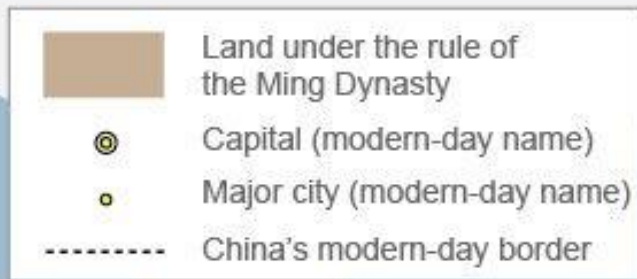 Land under the rule of
the Ming Dynasty
Capital (modern-day name)
Major city (modern-day name)
China's modern-day border